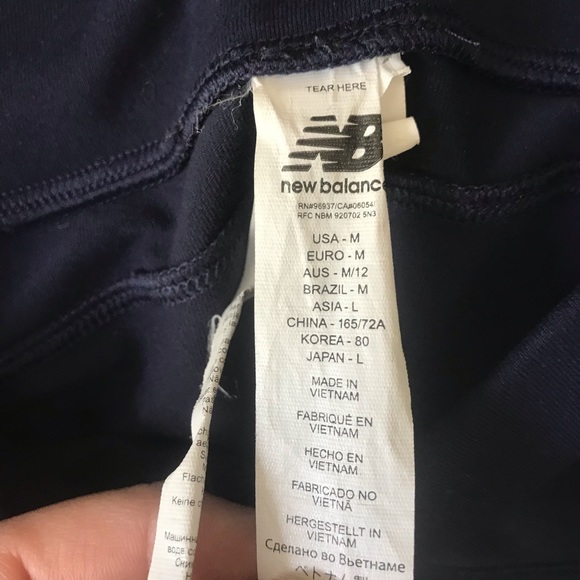 TEAR HERE
NB
new balance
RN#96937/CA#06054
RFC NBM 920702 5N3
USA - M
EURO - M
AUS - M/12
BRAZIL - M
ASIA - L
CHINA - 165/72A
KOREA - 80
JAPAN - L
MADE IN
VIETNAM
FABRIQUÉ EN
VIETNAM
HECHO EN
VIETNAM
FABRICADO NO
VIETNÃ
HERGESTELLT IN
VIETNAM
Сделано во Вьетнаме
Keine